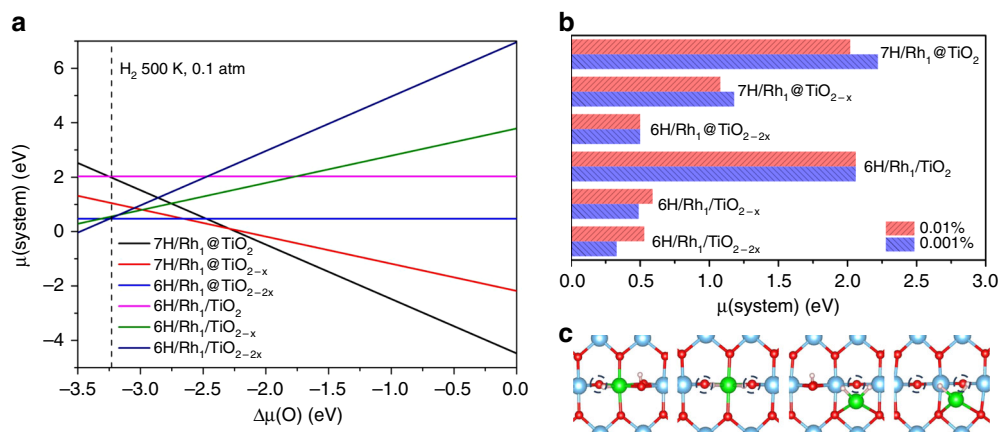 a
6
4
2
0
−2
−4
μ(system) (eV)
H₂ 500 K, 0.1 atm
7H/Rh₁@TiO₂
7H/Rh₁@TiO₂₋ₓ
6H/Rh₁@TiO₂₋₂ₓ
6H/Rh₁/TiO₂
6H/Rh₁/TiO₂₋ₓ
6H/Rh₁/TiO₂₋₂ₓ
−3.5 −3.0 −2.5 −2.0 −1.5 −1.0 −0.5 0.0
Δμ(O) (eV)
b
7H/Rh₁@TiO₂
7H/Rh₁@TiO₂₋ₓ
6H/Rh₁@TiO₂₋₂ₓ
6H/Rh₁/TiO₂
6H/Rh₁/TiO₂₋ₓ
6H/Rh₁/TiO₂₋₂ₓ
0.01%
0.001%
0.0 0.5 1.0 1.5 2.0 2.5 3.0
μ(system) (eV)
c